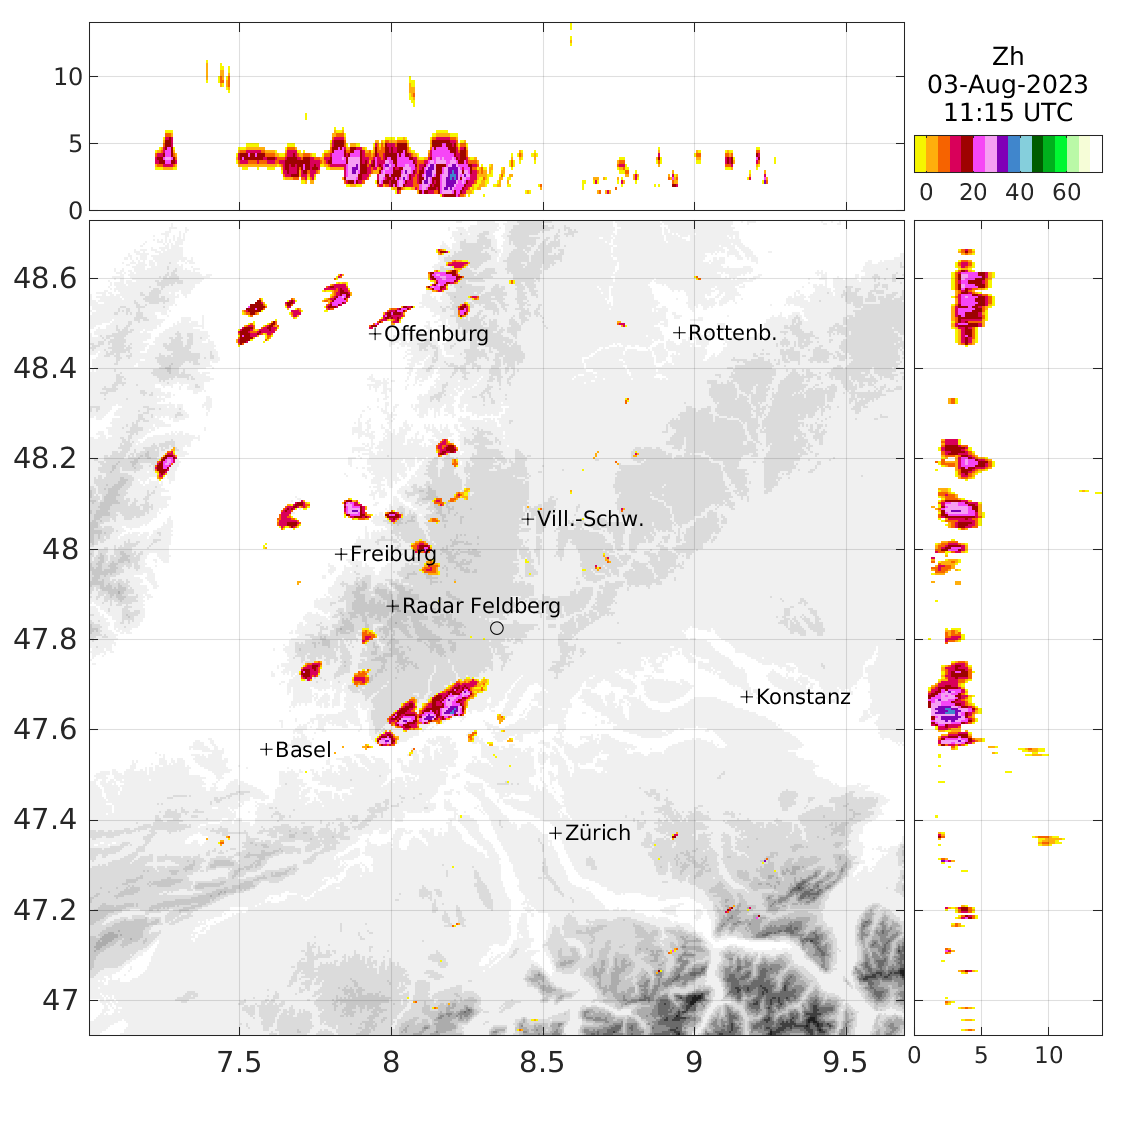 10
5
0
Zh
03-Aug-2023
11:15 UTC
0 20 40 60
48.6
48.4
48.2
48
47.8
47.6
47.4
47.2
47
+Offenburg
+Rottenb.
+Vill.-Schw.
+Freiburg
+Radar Feldberg
+Konstanz
+Basel
+Zürich
7.5 8 8.5 9 9.5
0 5 10